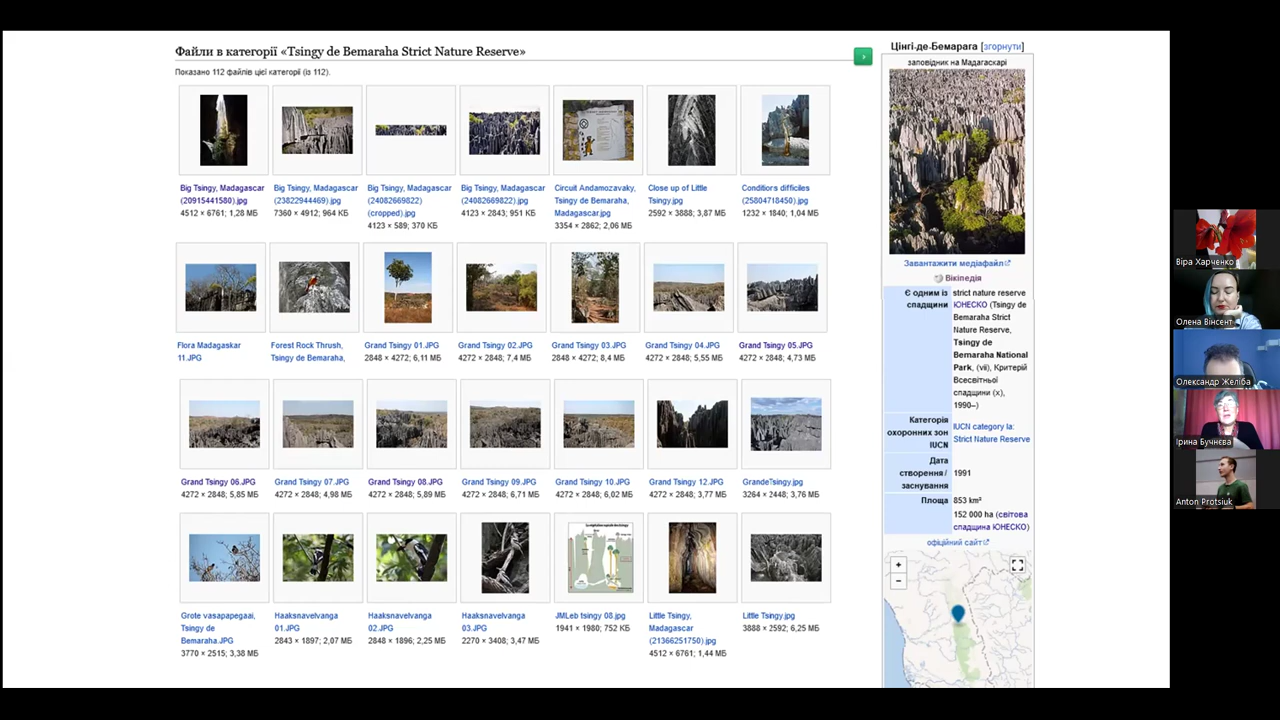 Файли в категорії «Tsingy de Bemaraha Strict Nature Reserve»
Показано 112 файлів цієї категорії (із 112).
Big Tsingy, Madagascar
(20915441580).jpg
4512 × 6761; 1,28 МБ
Big Tsingy, Madagascar
(23822944469).jpg
7360 × 4912; 964 КБ
Big Tsingy, Madagascar
(24082669822)
(cropped).jpg
4123 × 589; 370 КБ
Big Tsingy, Madagascar
(24082669822).jpg
4123 × 2843; 951 КБ
Circuit Andamozavaky,
Tsingy de Bemaraha,
Madagascar.jpg
3354 × 2862; 2,06 МБ
Close up of Little
Tsingy.jpg
2592 × 3888; 3,87 МБ
Conditions difficiles
(25804718450).jpg
1232 × 1840; 1,04 МБ
Flora Madagaskar
11.JPG
Forest Rock Thrush,
Tsingy de Bemaraha,
Grand Tsingy 01.JPG
2848 × 4272; 6,11 МБ
Grand Tsingy 02.JPG
4272 × 2848; 7,4 МБ
Grand Tsingy 03.JPG
2848 × 4272; 8,4 МБ
Grand Tsingy 04.JPG
4272 × 2848; 5,55 МБ
Grand Tsingy 05.JPG
4272 × 2848; 4,73 МБ
Grand Tsingy 06.JPG
4272 × 2848; 5,85 МБ
Grand Tsingy 07.JPG
4272 × 2848; 4,98 МБ
Grand Tsingy 08.JPG
4272 × 2848; 5,89 МБ
Grand Tsingy 09.JPG
4272 × 2848; 6,71 МБ
Grand Tsingy 10.JPG
4272 × 2848; 6,02 МБ
Grand Tsingy 12.JPG
4272 × 2848; 3,77 МБ
GrandeTsingy.jpg
3264 × 2448; 3,76 МБ
Grote vasapapegaai,
Tsingy de
Bemaraha.JPG
3770 × 2515; 3,38 МБ
Haaksnavelvanga
01.JPG
2843 × 1897; 2,07 МБ
Haaksnavelvanga
02.JPG
2848 × 1896; 2,25 МБ
Haaksnavelvanga
03.JPG
2270 × 3408; 3,47 МБ
JMLeb tsingy 08.jpg
1941 × 1980; 752 КБ
Little Tsingy,
Madagascar
(21366251750).jpg
4512 × 6761; 1,44 МБ
Little Tsingy.jpg
3888 × 2592; 6,25 МБ
Цінгі-де-Бемарага [згорнути]
заповідник на Мадагаскарі
Завантажити медіафайл
Вікіпедія
Є одним із спадщини
strict nature reserve
ЮНЕСКО (Tsingy de
Bemaraha Strict
Nature Reserve,
Tsingy de
Bemaraha National
Park, (vii), Критерій
Всесвітньої
спадщини (x),
1990–)
Категорія
охоронних зон
IUCN
IUCN category Ia:
Strict Nature Reserve
Дата
створення /
заснування
1991
Площа
853 km²
152 000 ha (світова
спадщина ЮНЕСКО)
офіційний сайт
+
−
Віра Харченко
Олена Вінсент
Олександр Желіба
Ірина Бучнєва
Anton Protsiuk